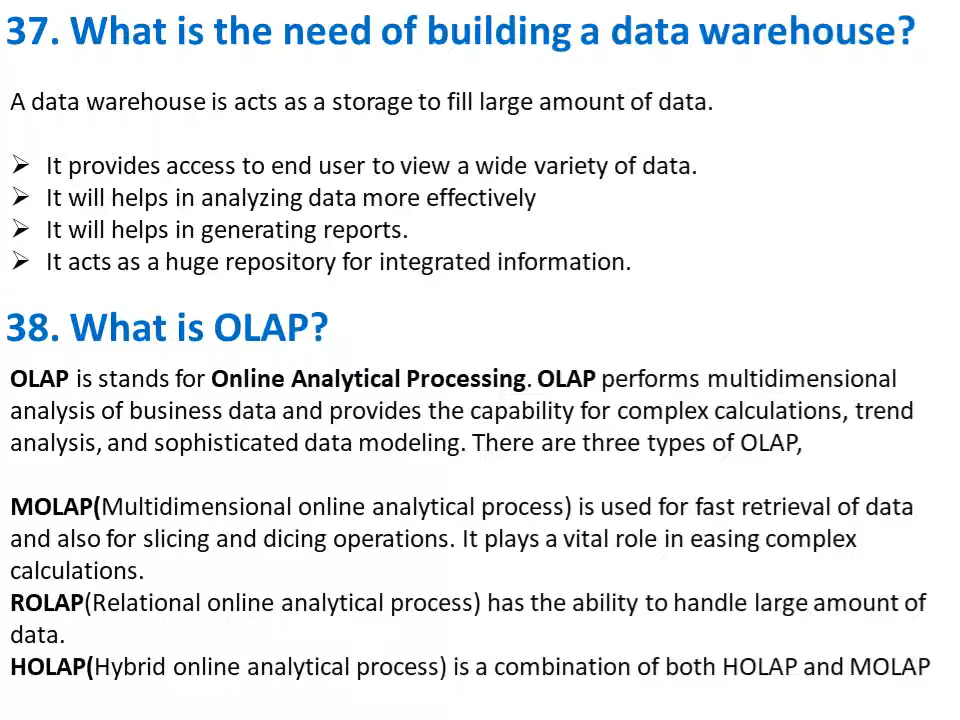 37. What is the need of building a data warehouse?
A data warehouse is acts as a storage to fill large amount of data.
➢ It provides access to end user to view a wide variety of data.
➢ It will helps in analyzing data more effectively
➢ It will helps in generating reports.
➢ It acts as a huge repository for integrated information.
38. What is OLAP?
OLAP is stands for Online Analytical Processing. OLAP performs multidimensional
analysis of business data and provides the capability for complex calculations, trend
analysis, and sophisticated data modeling. There are three types of OLAP,
MOLAP(Multidimensional online analytical process) is used for fast retrieval of data
and also for slicing and dicing operations. It plays a vital role in easing complex
calculations.
ROLAP(Relational online analytical process) has the ability to handle large amount of
data.
HOLAP(Hybrid online analytical process) is a combination of both HOLAP and MOLAP